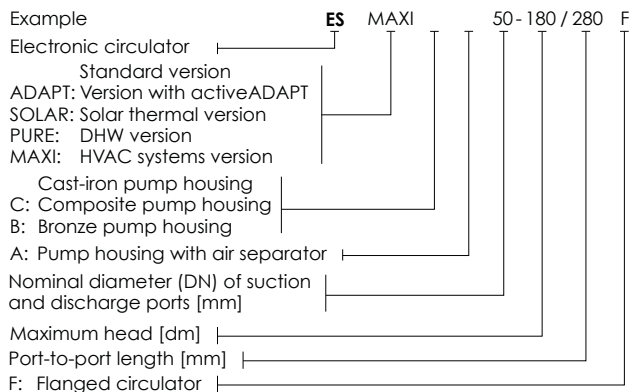 Example ES MAXI 50-180 / 280 F
Electronic circulator
Standard version
ADAPT: Version with activeADAPT
SOLAR: Solar thermal version
PURE: DHW version
MAXI: HVAC systems version
Cast-iron pump housing
C: Composite pump housing
B: Bronze pump housing
A: Pump housing with air separator
Nominal diameter (DN) of suction
and discharge ports [mm]
Maximum head [dm]
Port-to-port length [mm]
F: Flanged circulator